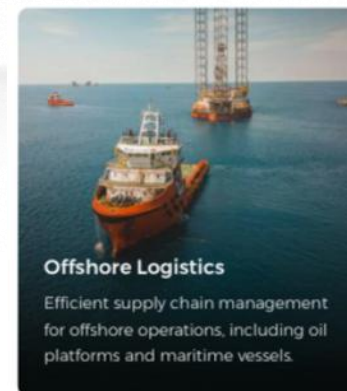 Offshore Logistics
Efficient supply chain management
for offshore operations, including oil
platforms and maritime vessels.